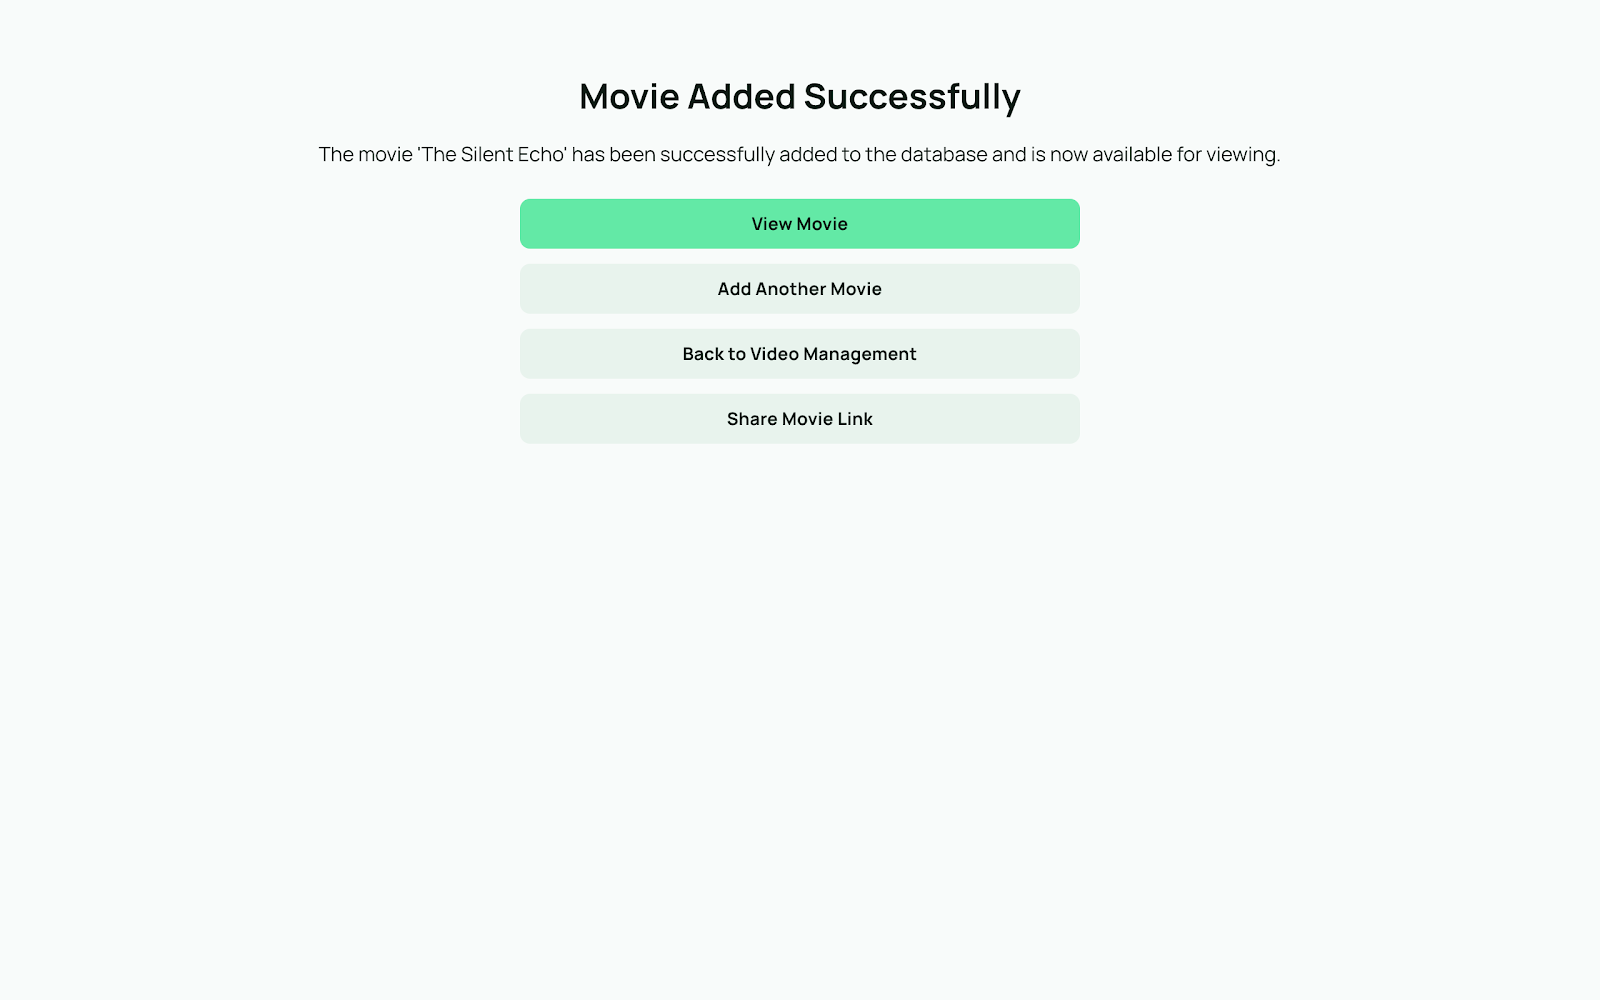 Movie Added Successfully
The movie 'The Silent Echo' has been successfully added to the database and is now available for viewing.
View Movie
Add Another Movie
Back to Video Management
Share Movie Link